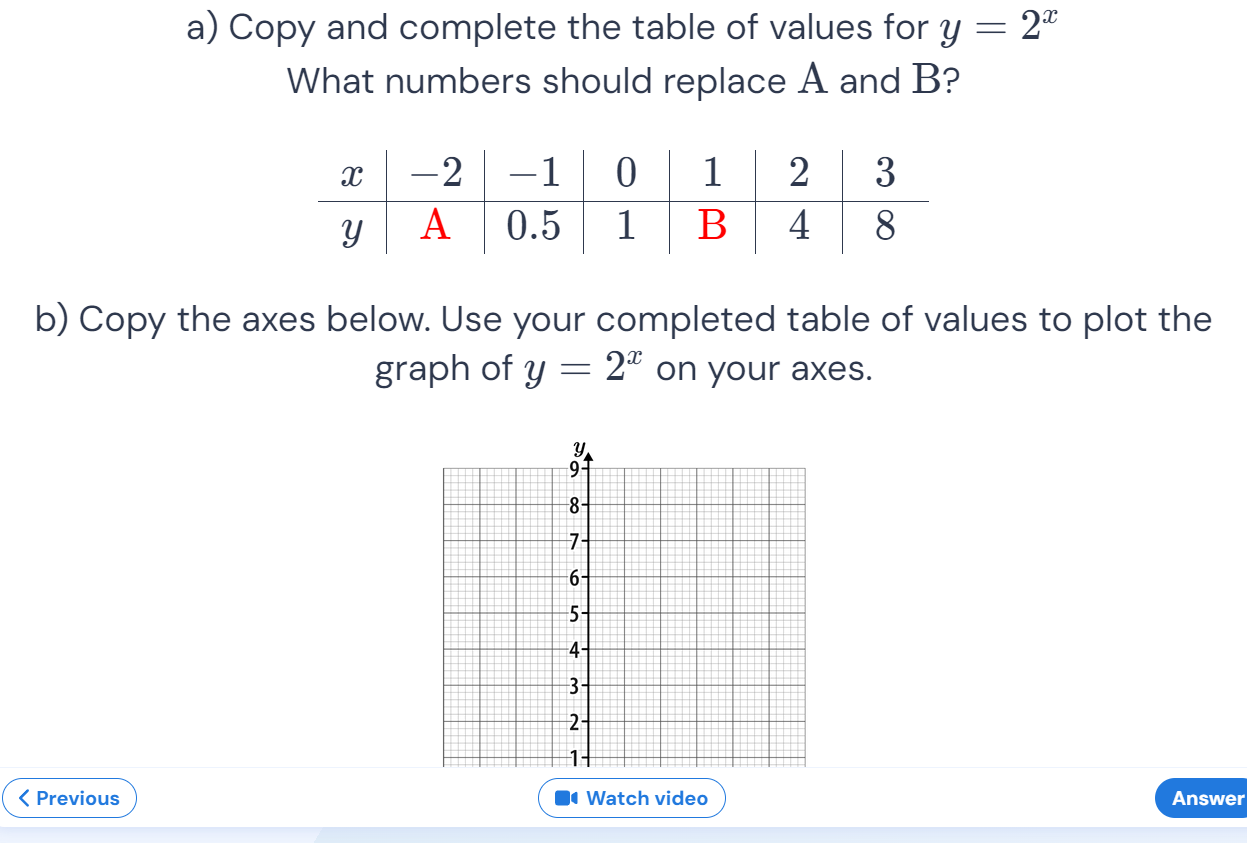 a) Copy and complete the table of values for y = 2ˣ
What numbers should replace A and B?
x −2 −1 0 1 2 3
y A 0.5 1 B 4 8
b) Copy the axes below. Use your completed table of values to plot the
graph of y = 2ˣ on your axes.
y
9
8
7
6
5
4
3
2
1
Previous Watch video Answer